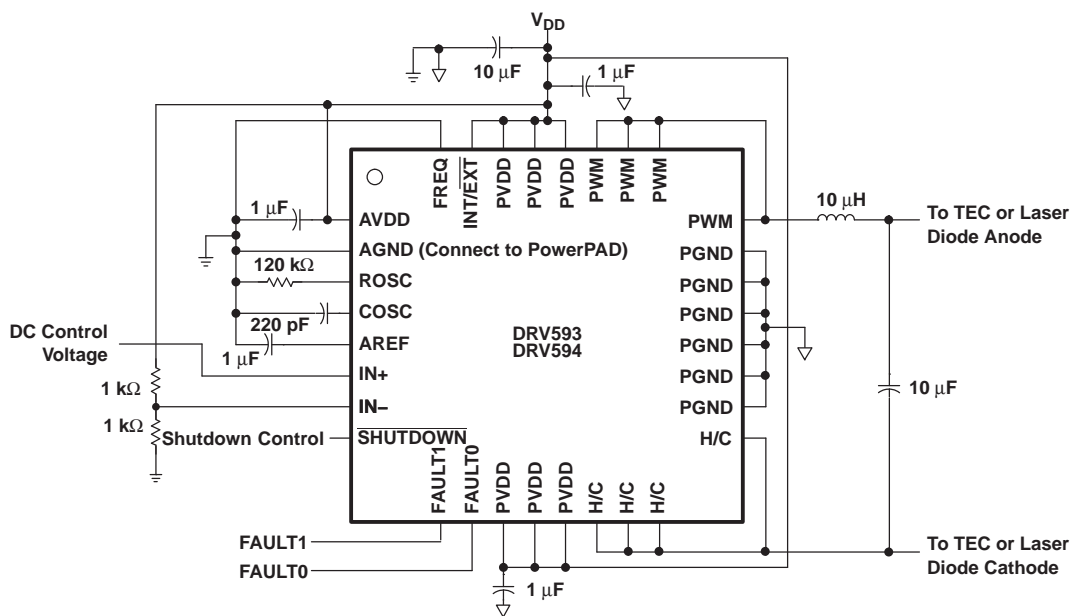 VDD
10 µF
1 µF
FREQ
INT/EXT
PVDD
PVDD
PVDD
PWM
PWM
PWM
1 µF
AVDD
AGND (Connect to PowerPAD)
120 kΩ
ROSC
COSC
220 pF
AREF
1 µF
DC Control
Voltage
IN+
1 kΩ
IN–
1 kΩ
Shutdown Control
SHUTDOWN
DRV593
DRV594
PWM
PGND
PGND
PGND
PGND
PGND
PGND
H/C
10 µH
To TEC or Laser
Diode Anode
10 µF
FAULT1
FAULT0
PVDD
PVDD
PVDD
H/C
H/C
H/C
FAULT1
FAULT0
1 µF
To TEC or Laser
Diode Cathode